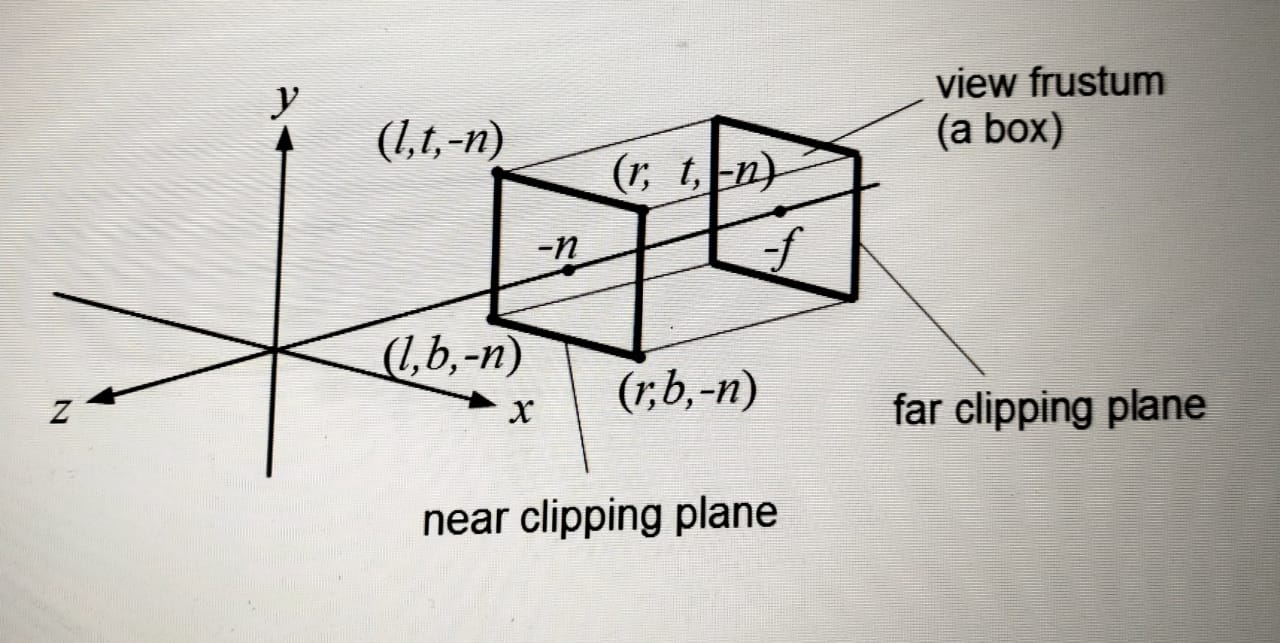 y
(l,t,-n)
view frustum
(a box)
(r, t, -n)
-n
-f
(l,b,-n)
z
x
(r,b,-n)
far clipping plane
near clipping plane